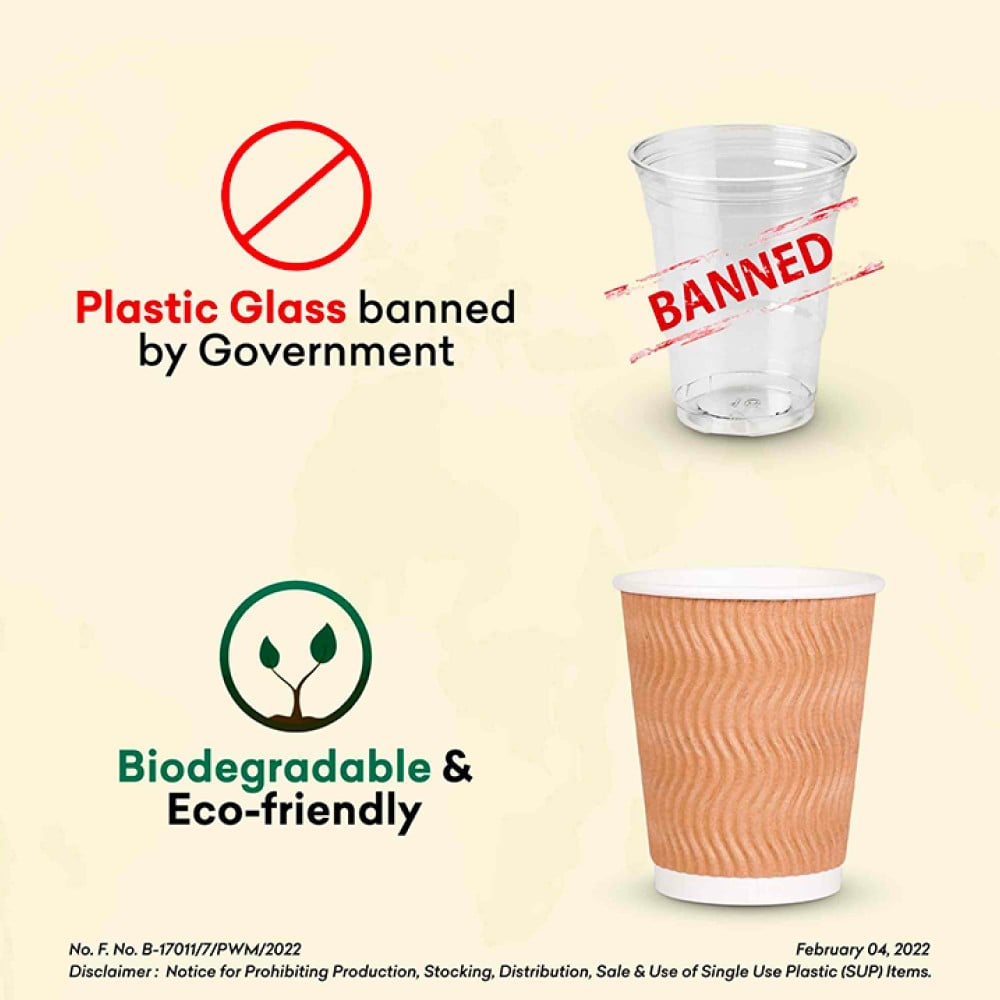 Plastic Glass banned
by Government
BANNED
Biodegradable &
Eco-friendly
No. F. No. B-17011/7/PWM/2022
February 04, 2022
Disclaimer : Notice for Prohibiting Production, Stocking, Distribution, Sale & Use of Single Use Plastic (SUP) Items.